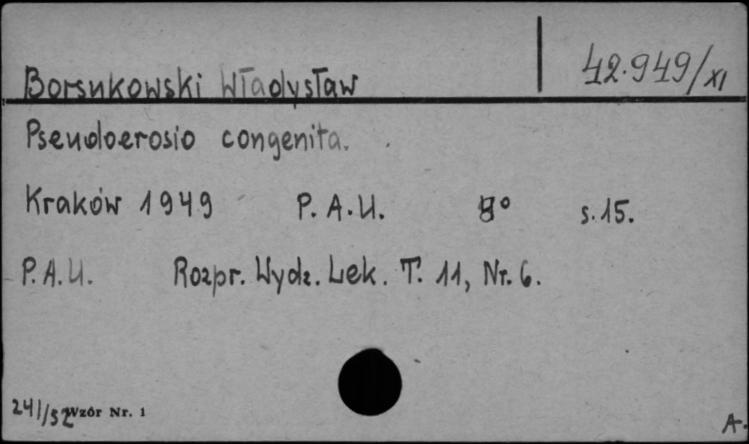 Borsukowski Władysław
42.949/XI
Pseudoerosio congenita.
Kraków 1949 P.A.U. 8° s.15.
P.A.U. Rozpr. Wydz. Lek. T. 11, Nr. 6.
241/52 Wzór Nr. 1
A.